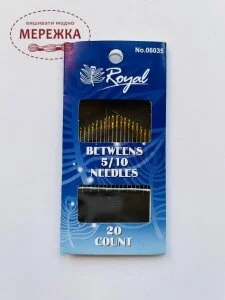 ВИШИВАТИ МОДНО
МЕРЕЖКА
No.06035
Royal
BETWEENS
5/10
NEEDLES
20
COUNT